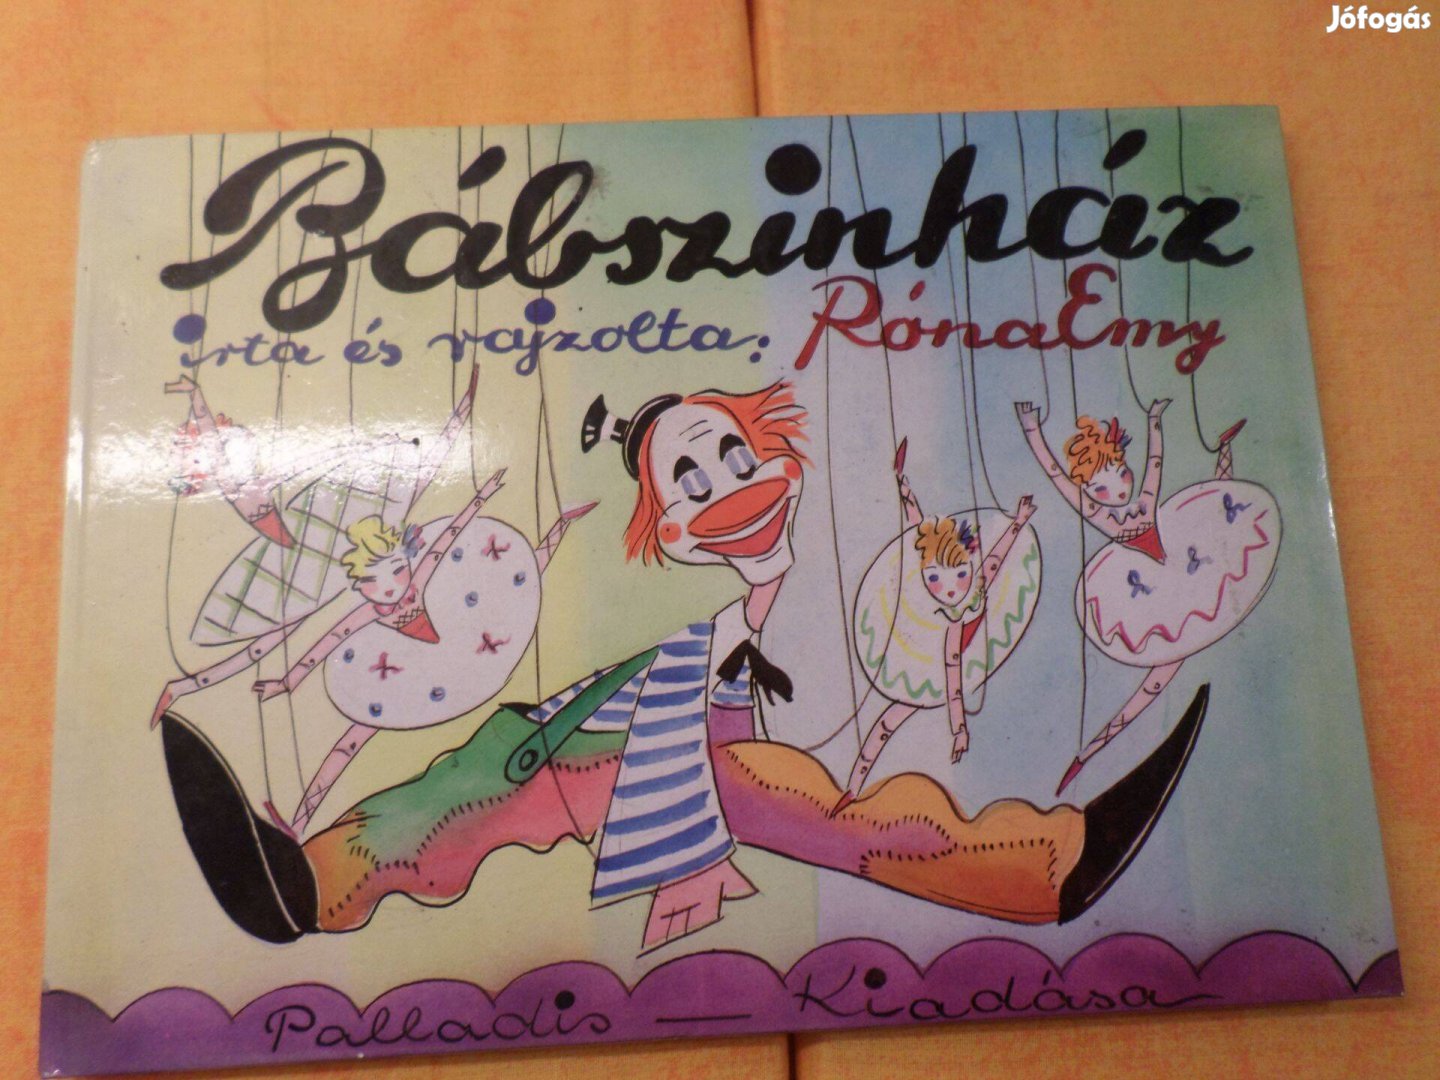 Jófogás
Bábszinház
irta és rajzolta: Róna Emy
Palladis — Kiadása